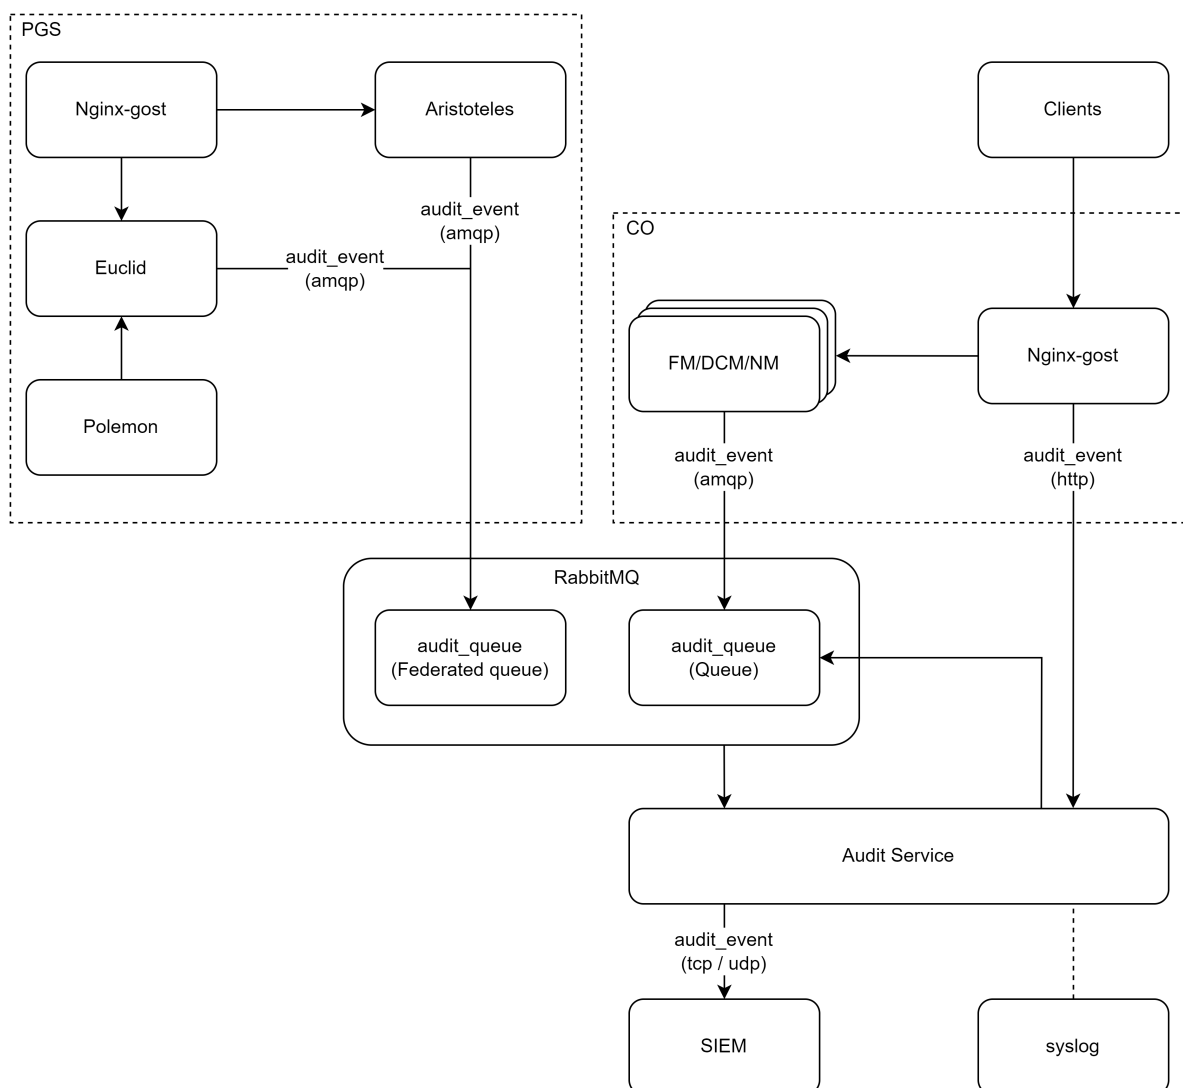 PGS
Nginx-gost
Aristoteles
Clients
audit_event
(amqp)
CO
Euclid
audit_event
(amqp)
FM/DCM/NM
Nginx-gost
Polemon
audit_event
(amqp)
audit_event
(http)
RabbitMQ
audit_queue
(Federated queue)
audit_queue
(Queue)
Audit Service
audit_event
(tcp / udp)
SIEM
syslog